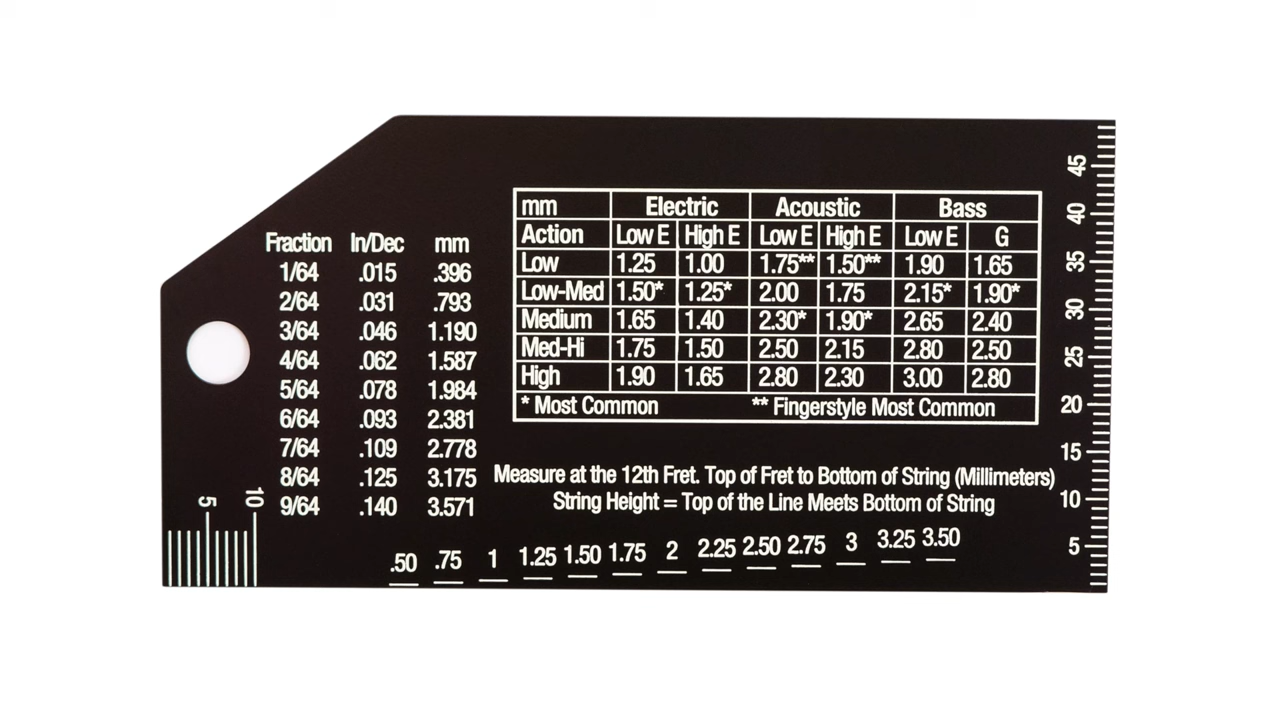 mm Electric Acoustic Bass
Action Low E High E Low E High E Low E G
Low 1.25 1.00 1.75** 1.50** 1.90 1.65
Low-Med 1.50* 1.25* 2.00 1.75 2.15* 1.90*
Medium 1.65 1.40 2.30* 1.90* 2.65 2.40
Med-Hi 1.75 1.50 2.50 2.15 2.80 2.50
High 1.90 1.65 2.80 2.30 3.00 2.80
* Most Common ** Fingerstyle Most Common
Fraction In/Dec mm
1/64 .015 .396
2/64 .031 .793
3/64 .046 1.190
4/64 .062 1.587
5/64 .078 1.984
6/64 .093 2.381
7/64 .109 2.778
8/64 .125 3.175
9/64 .140 3.571
Measure at the 12th Fret. Top of Fret to Bottom of String (Millimeters)
String Height = Top of the Line Meets Bottom of String
.50 .75 1 1.25 1.50 1.75 2 2.25 2.50 2.75 3 3.25 3.50
5 10
45
40
35
30
25
20
15
10
5